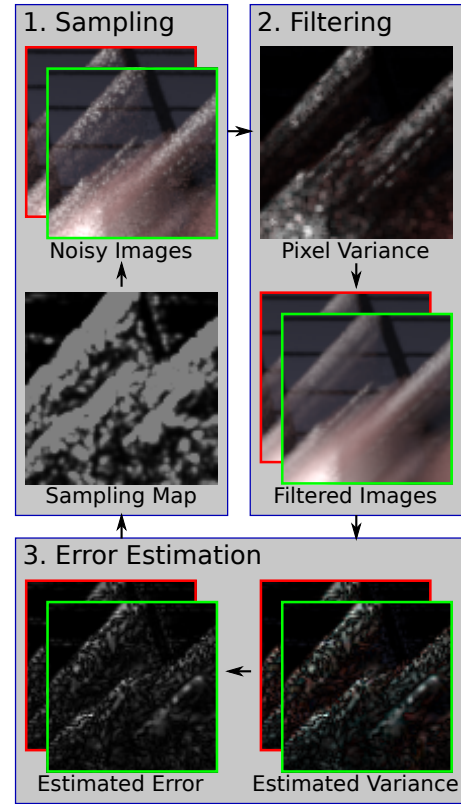 1. Sampling
Noisy Images
Sampling Map
2. Filtering
Pixel Variance
Filtered Images
3. Error Estimation
Estimated Error
Estimated Variance